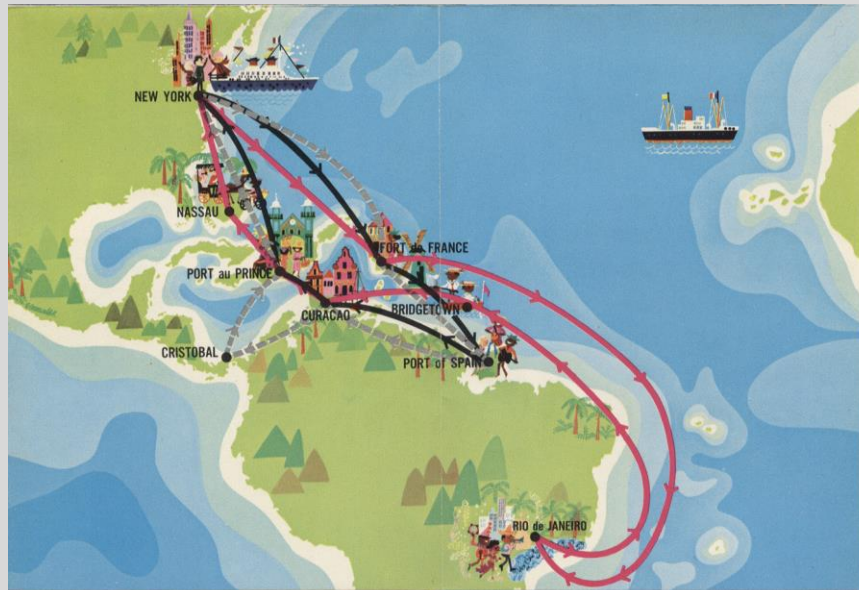 NEW YORK
NASSAU
FORT de FRANCE
PORT au PRINCE
CURACAO
BRIDGETOWN
CRISTOBAL
PORT of SPAIN
RIO de JANEIRO